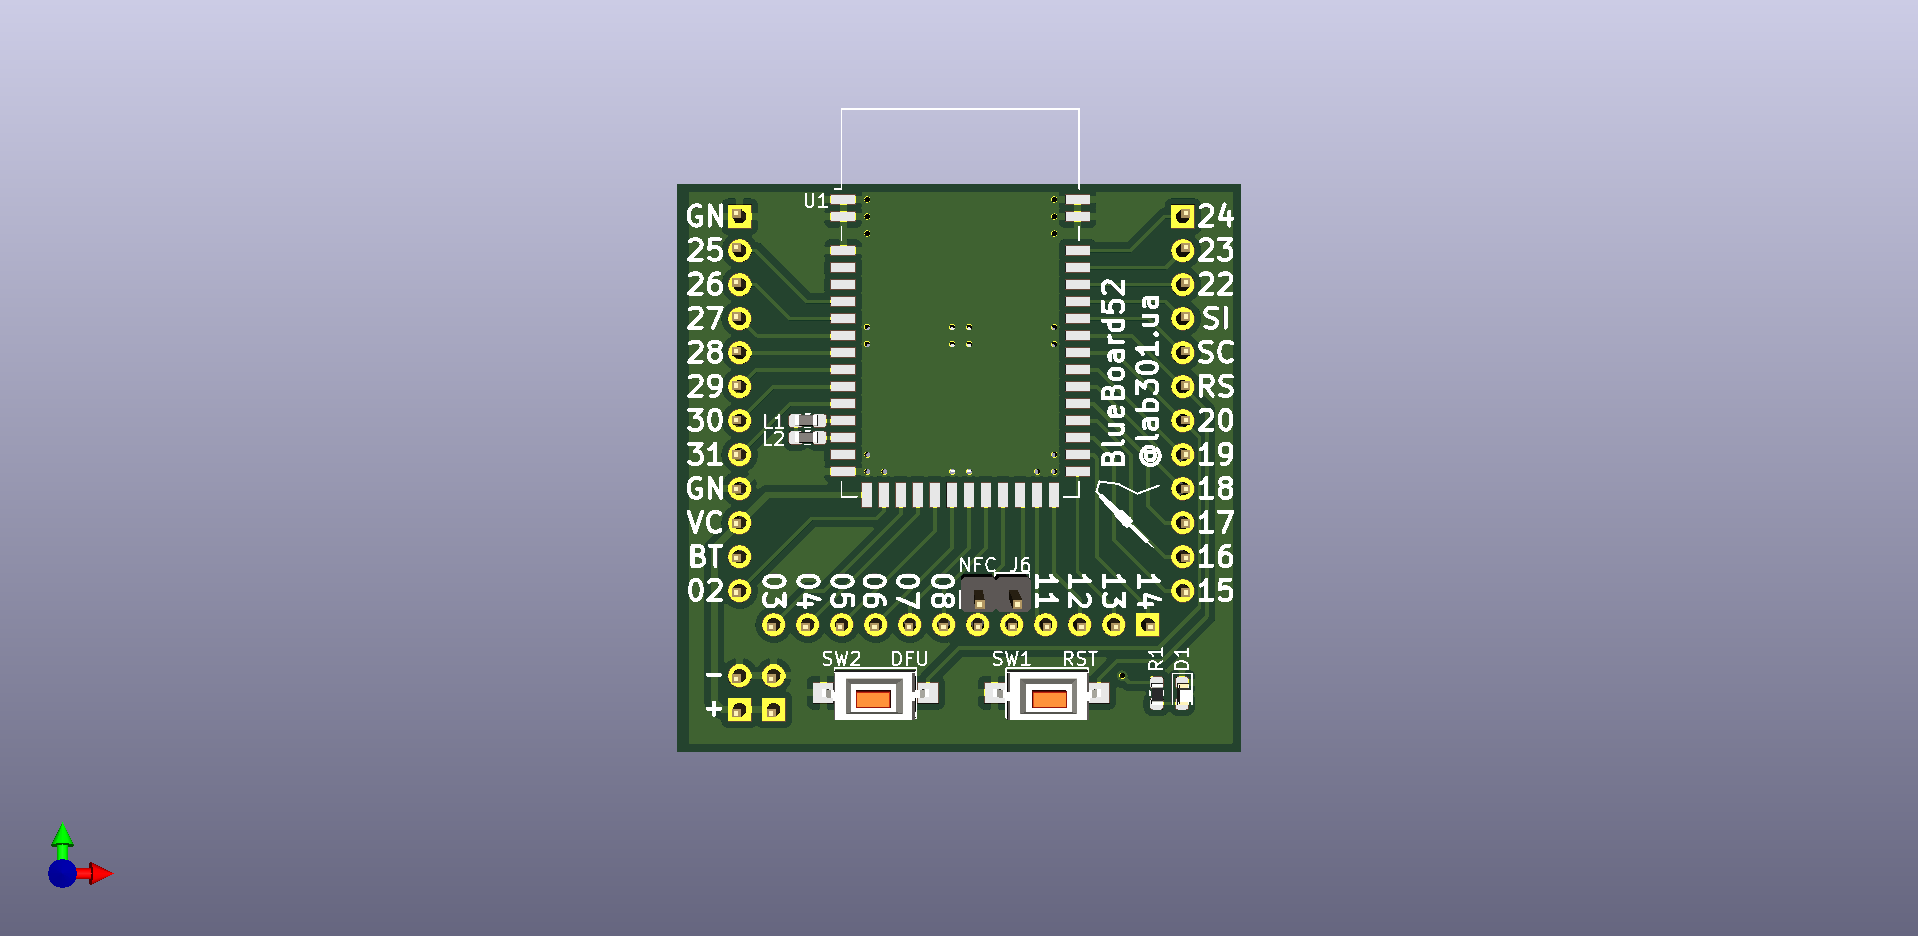 U1
GN
25
26
27
28
29
30
31
GN
VC
BT
02
L1
L2
24
23
22
SI
SC
RS
20
19
18
17
16
15
BlueBoard52
@lab301.ua
NFC J6
03 04 05 06 07 08 11 12 13 14
SW2 DFU SW1 RST R1 D1
-
+